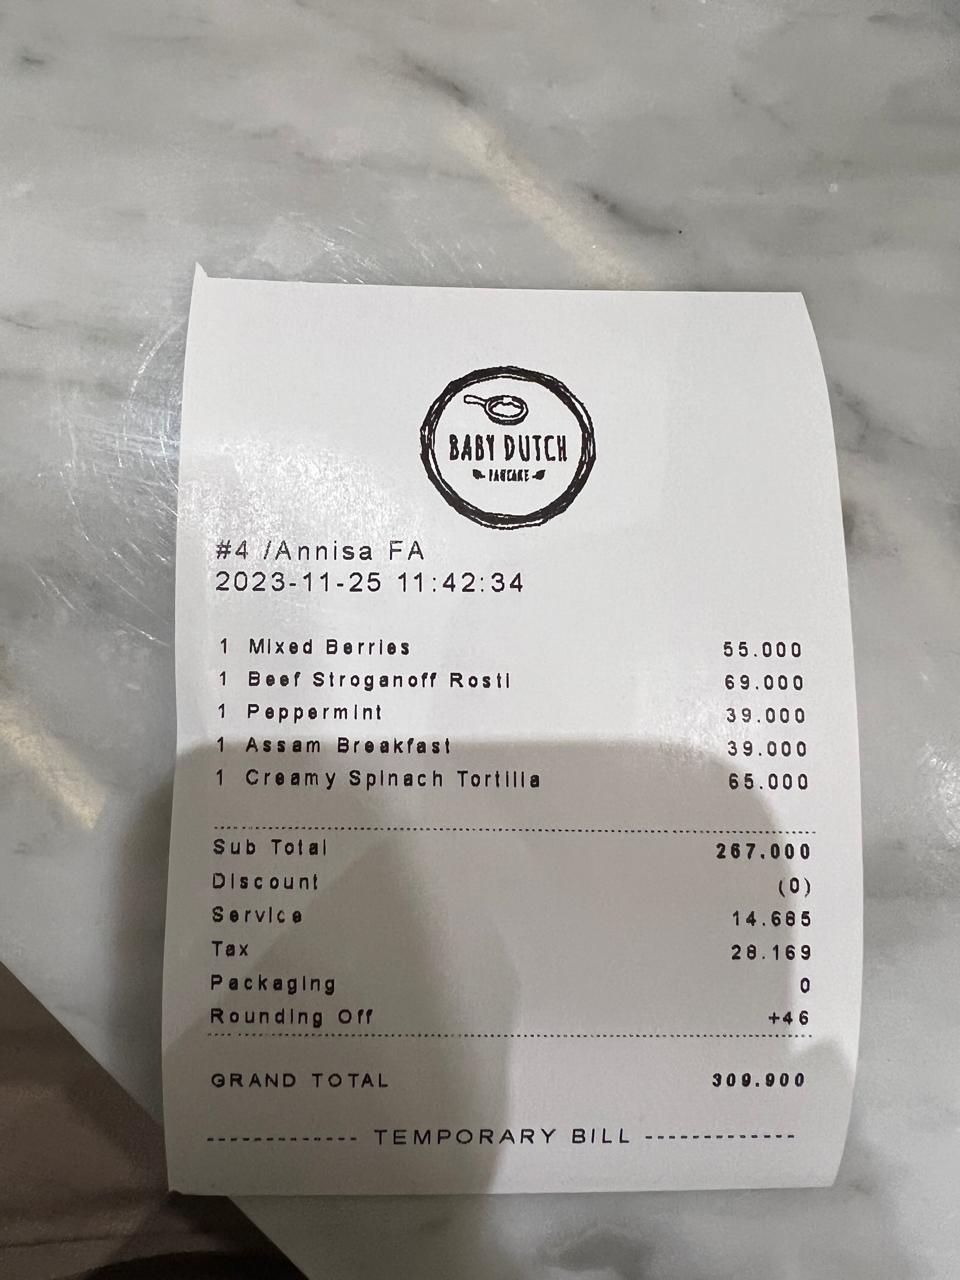 BABY DUTCH
PANCAKE
#4 /Annisa FA
2023-11-25 11:42:34
1 Mixed Berries 55.000
1 Beef Stroganoff Rosti 69.000
1 Peppermint 39.000
1 Assam Breakfast 39.000
1 Creamy Spinach Tortilla 65.000
Sub Total 267.000
Discount (0)
Service 14.685
Tax 28.169
Packaging 0
Rounding Off +46
GRAND TOTAL 309.900
------------- TEMPORARY BILL -------------